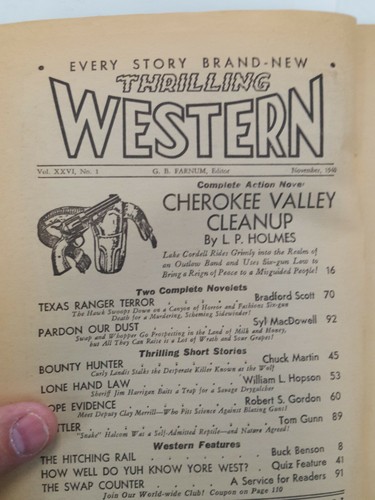 EVERY STORY BRAND-NEW
THRILLING
WESTERN
Vol. XXVI, No. 1 G. B. FARNUM, Editor November, 1940
Complete Action Novel
CHEROKEE VALLEY
CLEANUP
By L. P. HOLMES
Lake Cordell Rides Grimly into the Realm of
an Outlaw Band and Uses Six-gun Law to
Bring a Reign of Peace to a Misguided People! 16
Two Complete Novelets
TEXAS RANGER TERROR . . . . . Bradford Scott 70
The Hawk Swoops Down on a Canyon of Horror and Fashions Six-gun
Death for a Murdering, Scheming Sidewinder!
PARDON OUR DUST . . . . . Syl MacDowell 92
Swap and Whopper Go Prospecting in the Land of Milk and Honey,
but All They Can Raise is a Lot of Wrath and Sour Grapes!
Thrilling Short Stories
BOUNTY HUNTER . . . . . Chuck Martin 45
Curly Landis Stalks the Desperate Killer Known as the Wolf
LONE HAND LAW . . . . . William L. Hopson 53
Sheriff Jim Harrigan Baits a Trap for a Savage Drygulcher
OPE EVIDENCE . . . . . Robert S. Gordon 60
Meet Deputy Clay Merrill—Who Pits Science Against Blazing Guns!
TTLER . . . . . Tom Gunn 89
"Snake" Halcom Was a Self-Admitted Reptile—and Nature Agreed!
Western Features
THE HITCHING RAIL . . . . . Buck Benson 8
HOW WELL DO YUH KNOW YORE WEST? . Quiz Feature 41
THE SWAP COUNTER . . . . . A Service for Readers 91
Join Our World-wide Club! Coupon on Page 110